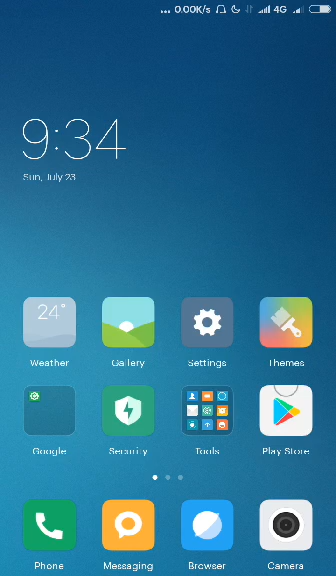 ... 0.00K/s 4G
9:34
Sun, July 23
24°
Weather Gallery Settings Themes
Google Security Tools Play Store
Phone Messaging Browser Camera